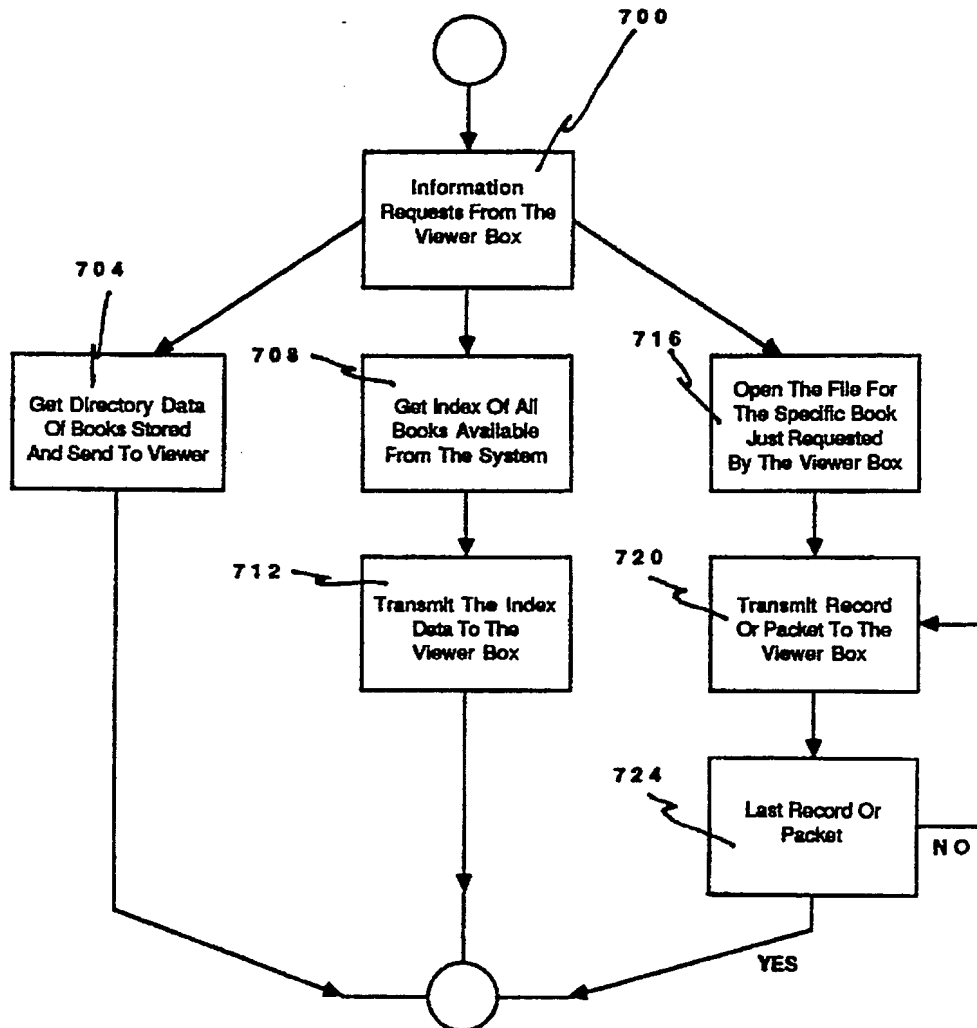 700
Information
Requests From The
Viewer Box
704
Get Directory Data
Of Books Stored
And Send To Viewer
708
Get Index Of All
Books Available
From The System
716
Open The File For
The Specific Book
Just Requested
By The Viewer Box
712
Transmit The Index
Data To The
Viewer Box
720
Transmit Record
Or Packet To The
Viewer Box
724
Last Record Or
Packet
NO
YES